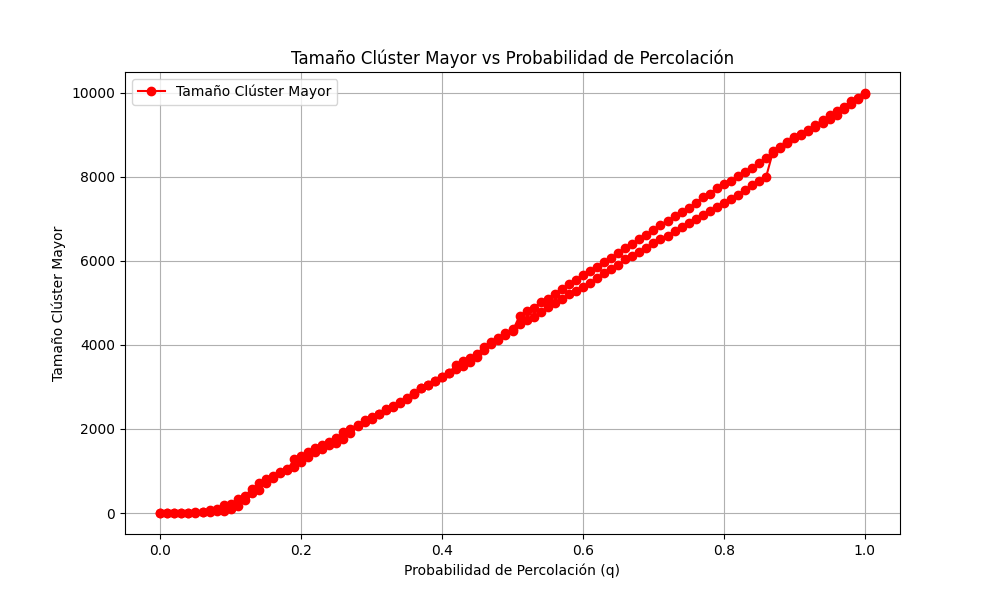 Tamaño Clúster Mayor vs Probabilidad de Percolación
Tamaño Clúster Mayor
10000
8000
6000
4000
2000
0
Tamaño Clúster Mayor
0.0 0.2 0.4 0.6 0.8 1.0
Probabilidad de Percolación (q)